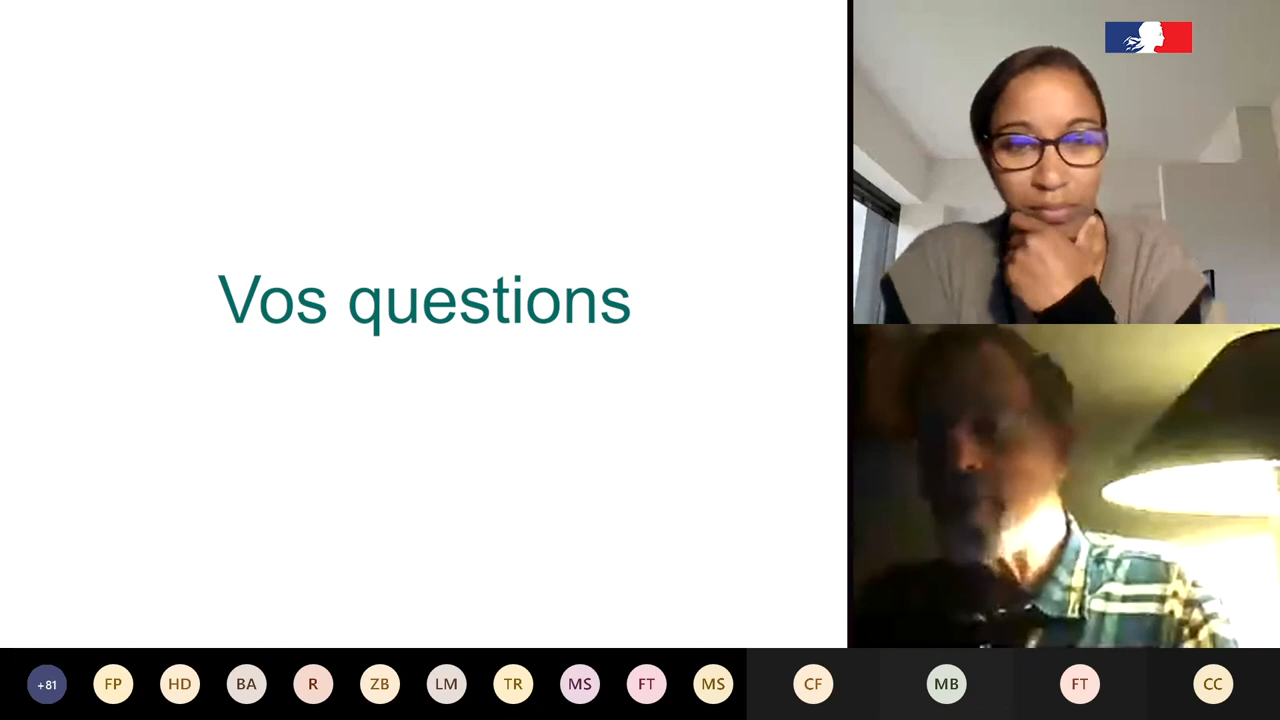 Vos questions
+81
FP
HD
BA
R
ZB
LM
TR
MS
FT
MS
CF
MB
FT
CC